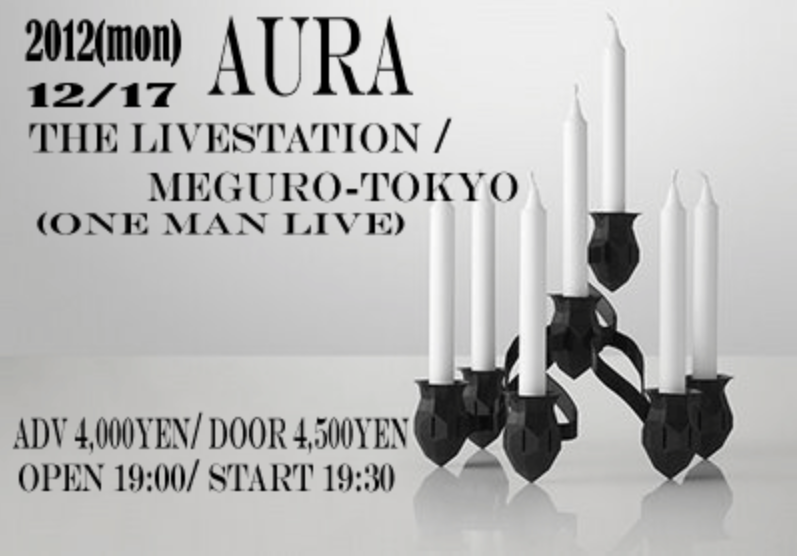 2012(mon)
12/17
AURA
THE LIVESTATION /
MEGURO-TOKYO
(ONE MAN LIVE)
ADV 4,000YEN/ DOOR 4,500YEN
OPEN 19:00/ START 19:30